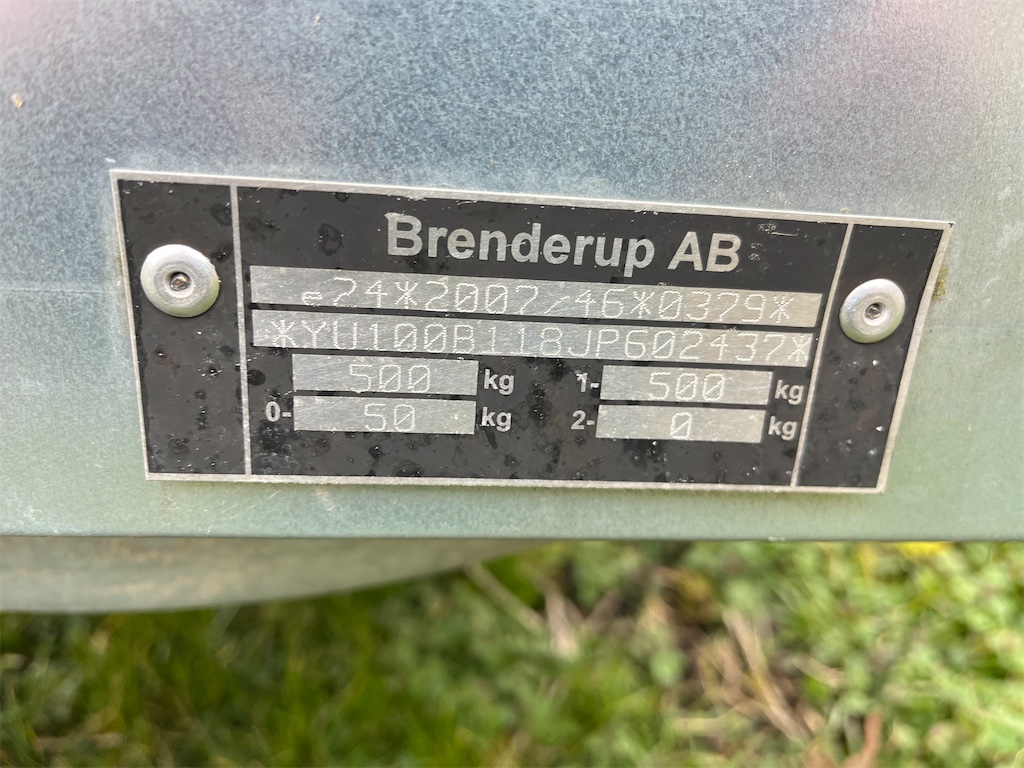 Brenderup AB
e24*2007/46*0379*
*YU100B118JP602437*
500 kg 1- 500 kg
0- 50 kg 2- 0 kg